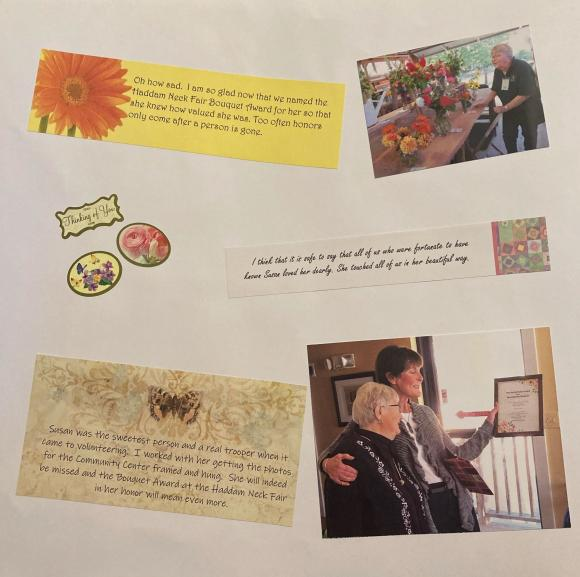 Oh how sad. I am so glad now that we named the
Haddam Neck Fair Bouquet Award for her so that
she knew how valued she was. Too often honors
only come after a person is gone.
Thinking of You
I think that it is safe to say that all of us who were fortunate to have
known Susan loved her dearly. She touched all of us in her beautiful way.
Susan was the sweetest person and a real trooper when it
came to volunteering. I worked with her getting the photos
for the Community Center framed and hung. She will indeed
be missed and the Bouquet Award at the Haddam Neck Fair
in her honor will mean even more.